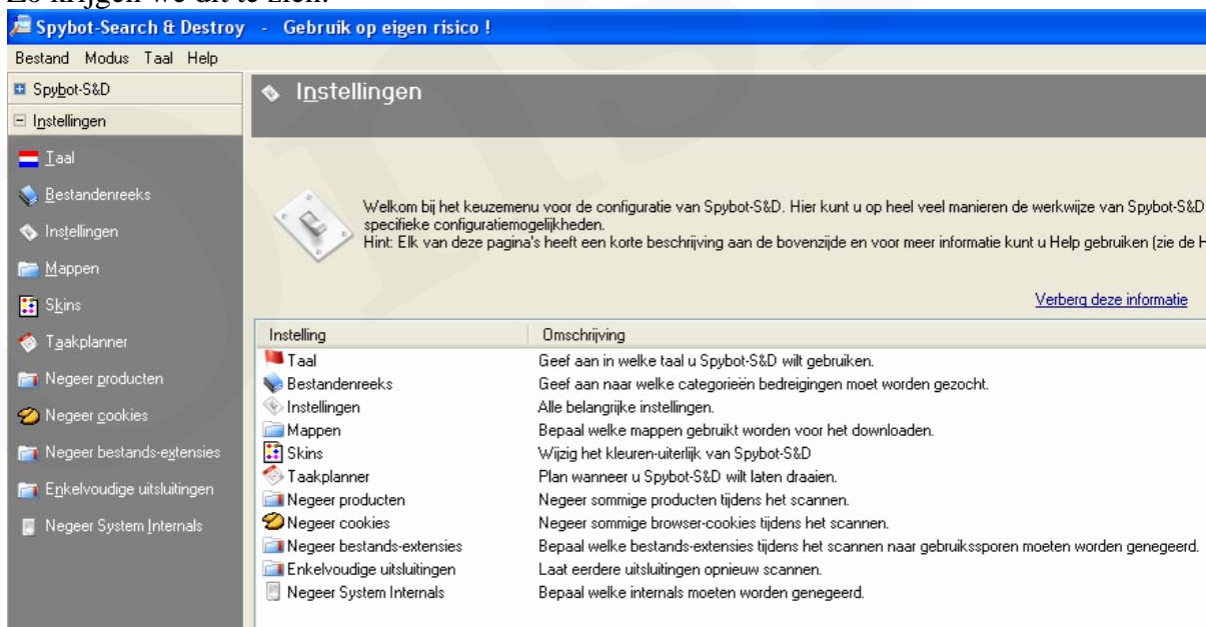 Zo krijgen we dit te zien:
Spybot-Search & Destroy - Gebruik op eigen risico !
Bestand Modus Taal Help
Spybot-S&D
Instellingen
Taal
Bestandenreeks
Instellingen
Mappen
Skins
Taakplanner
Negeer producten
Negeer cookies
Negeer bestands-extensies
Enkelvoudige uitsluitingen
Negeer System Internals
Instellingen
Welkom bij het keuzemenu voor de configuratie van Spybot-S&D. Hier kunt u op heel veel manieren de werkwijze van Spybot-S&D
specifieke configuratiemogelijkheden.
Hint: Elk van deze pagina's heeft een korte beschrijving aan de bovenzijde en voor meer informatie kunt u Help gebruiken (zie de H
Verberg deze informatie
Instelling Omschrijving
Taal Geef aan in welke taal u Spybot-S&D wilt gebruiken.
Bestandenreeks Geef aan naar welke categorieën bedreigingen moet worden gezocht.
Instellingen Alle belangrijke instellingen.
Mappen Bepaal welke mappen gebruikt worden voor het downloaden.
Skins Wijzig het kleuren-uiterlijk van Spybot-S&D
Taakplanner Plan wanneer u Spybot-S&D wilt laten draaien.
Negeer producten Negeer sommige producten tijdens het scannen.
Negeer cookies Negeer sommige browser-cookies tijdens het scannen.
Negeer bestands-extensies Bepaal welke bestands-extensies tijdens het scannen naar gebruikssporen moeten worden genegeerd.
Enkelvoudige uitsluitingen Laat eerdere uitsluitingen opnieuw scannen.
Negeer System Internals Bepaal welke internals moeten worden genegeerd.